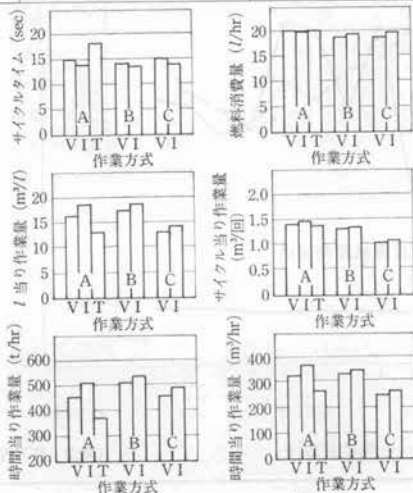 サイクルタイム (sec)
20
15
10
5
0
A B C
V I T V I V I
作業方式
燃料消費量 (l/hr)
20
15
10
5
0
A B C
V I T V I V I
作業方式
l 当り作業量 (m³/l)
20
15
10
5
0
A B C
V I T V I V I
作業方式
サイクル当り作業量
(m³/回)
2.0
1.5
1.0
0.5
0
A B C
V I T V I V I
作業方式
時間当り作業量 (t/hr)
600
500
400
300
200
A B C
V I T V I V I
作業方式
時間当り作業量 (m³/hr)
400
300
200
100
0
A B C
V I T V I V I
作業方式